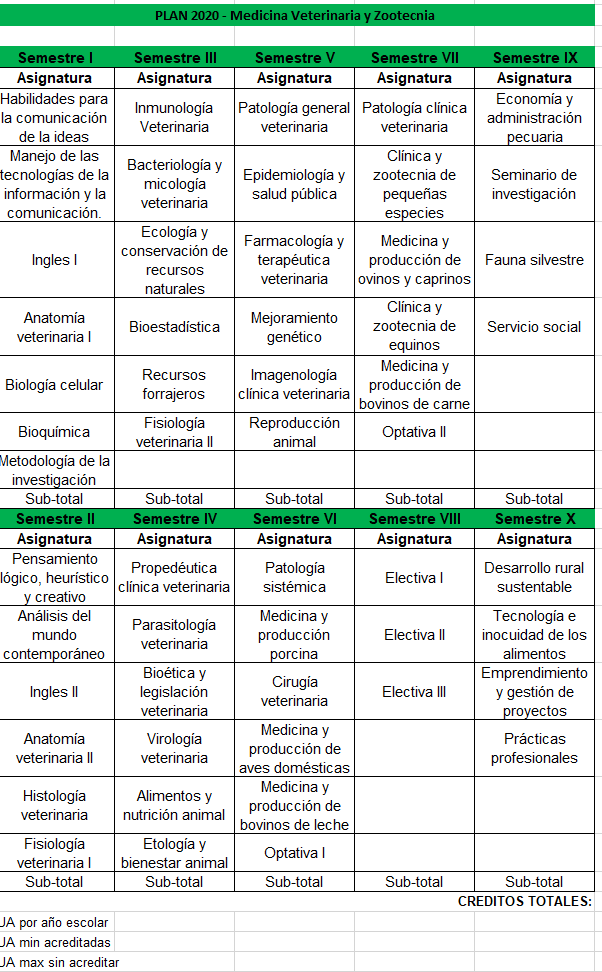 PLAN 2020 - Medicina Veterinaria y Zootecnia
Semestre I
Semestre III
Semestre V
Semestre VII
Semestre IX
Asignatura
Asignatura
Asignatura
Asignatura
Asignatura
Habilidades para
la comunicación
de la ideas
Inmunología
Veterinaria
Patología general
veterinaria
Patología clínica
veterinaria
Economía y
administración
pecuaria
Manejo de las
tecnologías de la
información y la
comunicación.
Bacteriología y
micología
veterinaria
Epidemiología y
salud pública
Clínica y
zootecnia de
pequeñas
especies
Seminario de
investigación
Ingles I
Ecología y
conservación de
recursos
naturales
Farmacología y
terapéutica
veterinaria
Medicina y
producción de
ovinos y caprinos
Fauna silvestre
Anatomía
veterinaria I
Bioestadística
Mejoramiento
genético
Clínica y
zootecnia de
equinos
Servicio social
Biología celular
Recursos
forrajeros
Imagenología
clínica veterinaria
Medicina y
producción de
bovinos de carne
Bioquímica
Fisiología
veterinaria II
Reproducción
animal
Optativa II
Metodología de la
investigación
Sub-total
Sub-total
Sub-total
Sub-total
Sub-total
Semestre II
Semestre IV
Semestre VI
Semestre VIII
Semestre X
Asignatura
Asignatura
Asignatura
Asignatura
Asignatura
Pensamiento
lógico, heurístico
y creativo
Propedéutica
clínica veterinaria
Patología
sistémica
Electiva I
Desarrollo rural
sustentable
Análisis del
mundo
contemporáneo
Parasitología
veterinaria
Medicina y
producción
porcina
Electiva II
Tecnología e
inocuidad de los
alimentos
Ingles II
Bioética y
legislación
veterinaria
Cirugía
veterinaria
Electiva III
Emprendimiento
y gestión de
proyectos
Anatomía
veterinaria II
Virología
veterinaria
Medicina y
producción de
aves domésticas
Prácticas
profesionales
Histología
veterinaria
Alimentos y
nutrición animal
Medicina y
producción de
bovinos de leche
Fisiología
veterinaria I
Etología y
bienestar animal
Optativa I
Sub-total
Sub-total
Sub-total
Sub-total
Sub-total
CREDITOS TOTALES:
UA por año escolar
UA min acreditadas
UA max sin acreditar